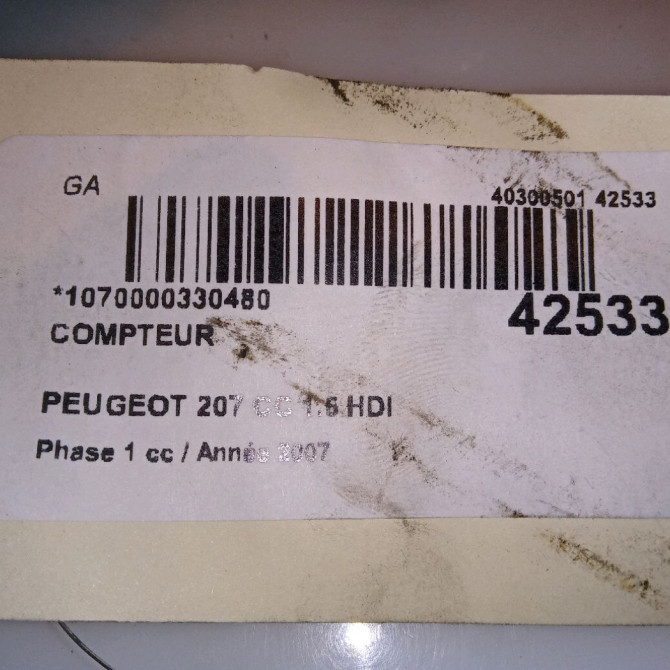 GA
40300501 42533
*1070000330480
42533
COMPTEUR
PEUGEOT 207 CC 1.6 HDI
Phase 1 cc / Année 2007